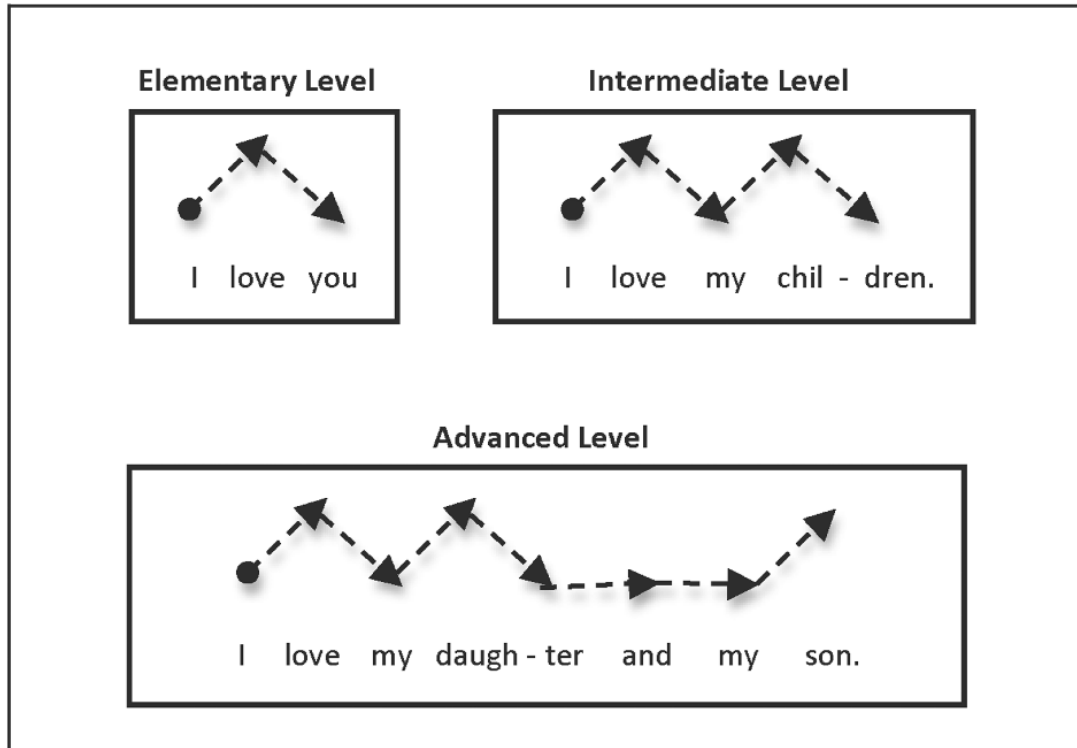 Elementary Level
I love you
Intermediate Level
I love my chil - dren.
Advanced Level
I love my daugh - ter and my son.